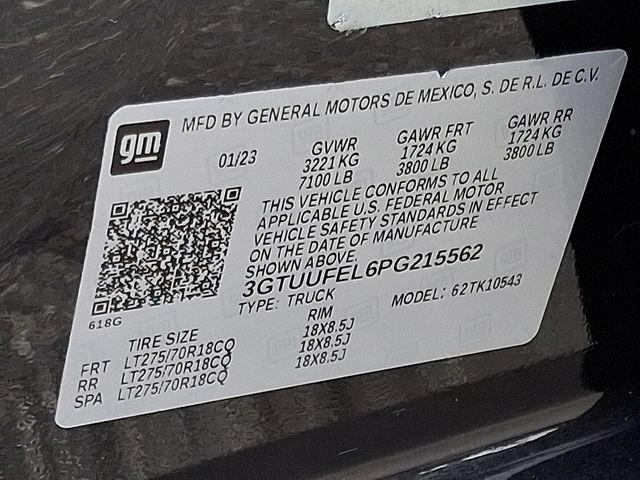 gm
MFD BY GENERAL MOTORS DE MEXICO, S. DE R.L. DE C.V.
01/23 GVWR GAWR FRT GAWR RR
3221 KG 1724 KG 1724 KG
7100 LB 3800 LB 3800 LB
THIS VEHICLE CONFORMS TO ALL
APPLICABLE U.S. FEDERAL MOTOR
VEHICLE SAFETY STANDARDS IN EFFECT
ON THE DATE OF MANUFACTURE
SHOWN ABOVE.
3GTUUFEL6PG215562
TYPE: TRUCK MODEL: 62TK10543
618G
TIRE SIZE RIM
FRT LT275/70R18CQ 18X8.5J
RR LT275/70R18CQ 18X8.5J
SPA LT275/70R18CQ 18X8.5J